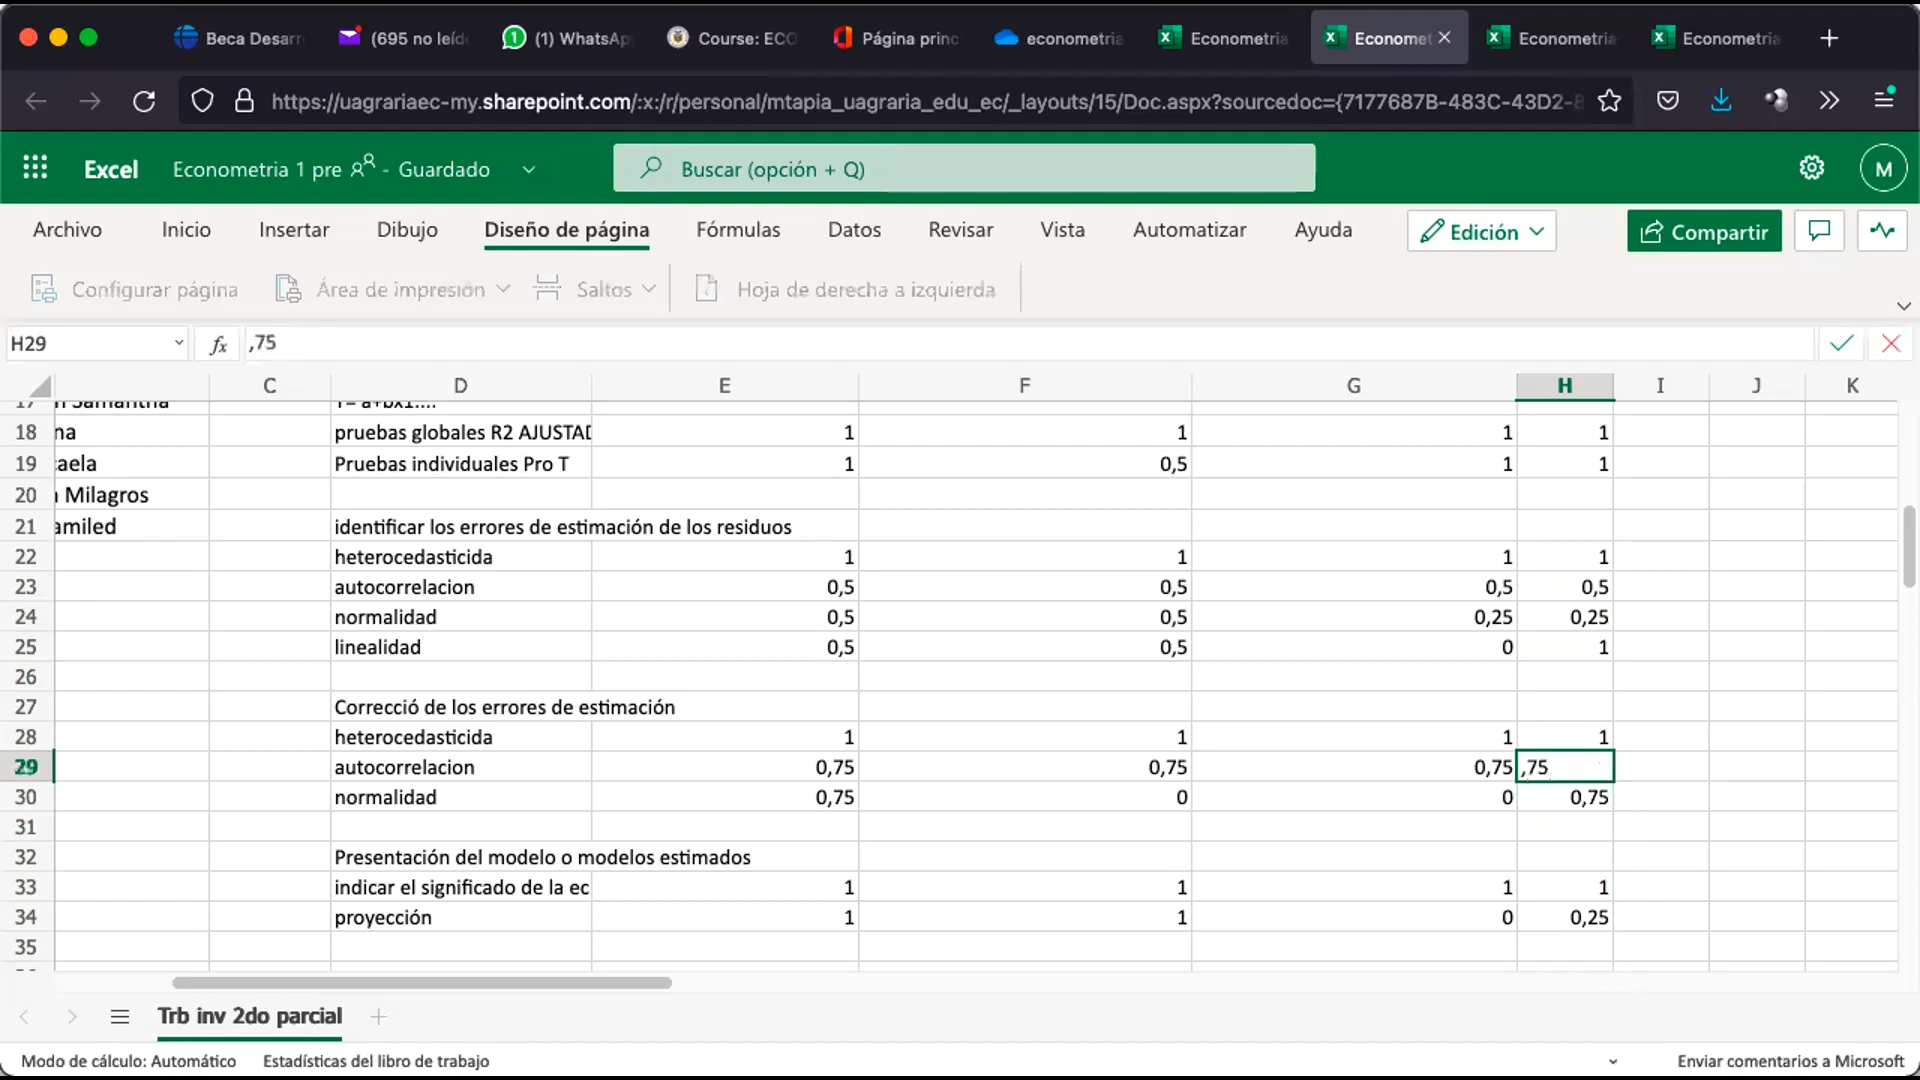 Beca Desarr
(695 no leíd
(1) WhatsAp
Course: ECO
Página princ
econometria
Econometria
Economet
Econometria
Econometria
https://uagrariaec-my.sharepoint.com/:x:/r/personal/mtapia_uagraria_edu_ec/_layouts/15/Doc.aspx?sourcedoc={7177687B-483C-43D2-
Excel Econometria 1 pre - Guardado
Buscar (opción + Q)
M
Archivo Inicio Insertar Dibujo Diseño de página Fórmulas Datos Revisar Vista Automatizar Ayuda
Edición
Compartir
Configurar página Área de impresión Saltos Hoja de derecha a izquierda
H29 fx ,75
C D E F G H I J K
17 n Samantha Y= a+bx1....
18 na pruebas globales R2 AJUSTAD 1 1 1 1
19 caela Pruebas individuales Pro T 1 0,5 1 1
20 n Milagros
21 amiled identificar los errores de estimación de los residuos
22 heterocedasticida 1 1 1 1
23 autocorrelacion 0,5 0,5 0,5 0,5
24 normalidad 0,5 0,5 0,25 0,25
25 linealidad 0,5 0,5 0 1
26
27 Correcció de los errores de estimación
28 heterocedasticida 1 1 1 1
29 autocorrelacion 0,75 0,75 0,75 ,75
30 normalidad 0,75 0 0 0,75
31
32 Presentación del modelo o modelos estimados
33 indicar el significado de la ec 1 1 1 1
34 proyección 1 1 0 0,25
35
Trb inv 2do parcial
Modo de cálculo: Automático Estadísticas del libro de trabajo Enviar comentarios a Microsoft